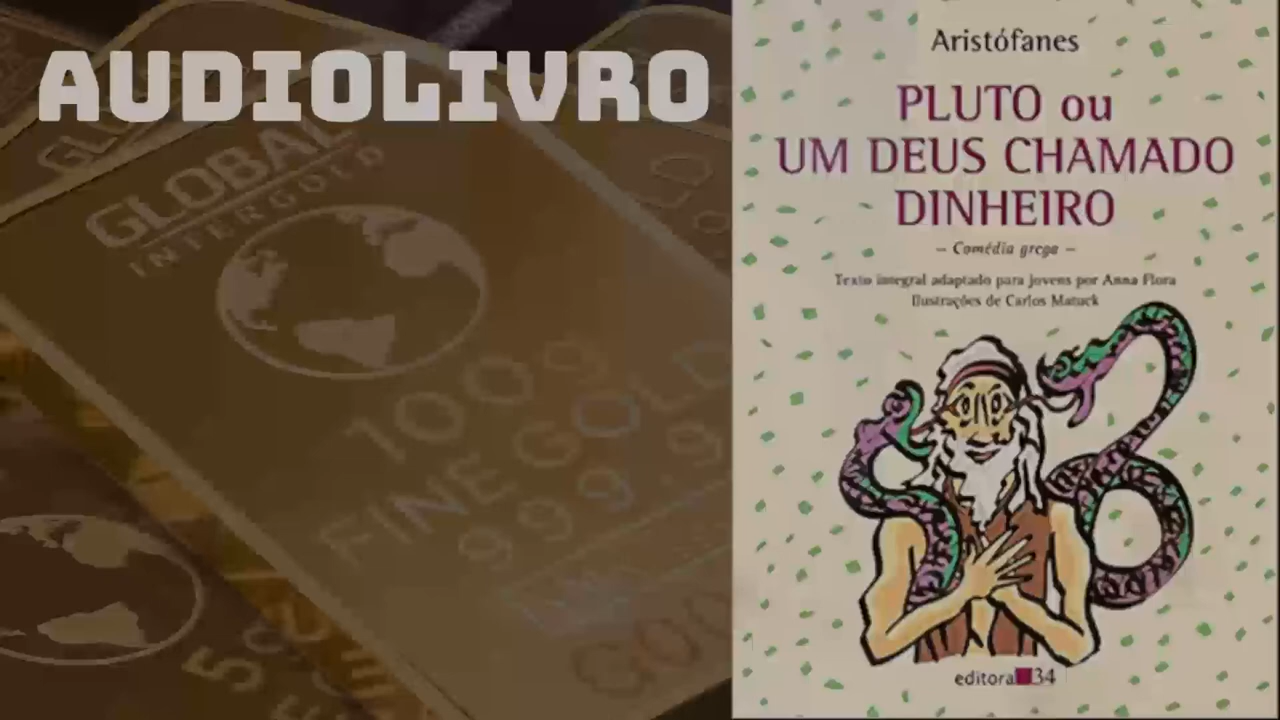 AUDIOLIVRO
GLOBAL
INTERGOLD
100g
FINE GOLD
999.9
Aristófanes
PLUTO ou
UM DEUS CHAMADO
DINHEIRO
– Comédia grega –
Texto integral adaptado para jovens por Anna Flora
Ilustrações de Carlos Matuck
editora 34